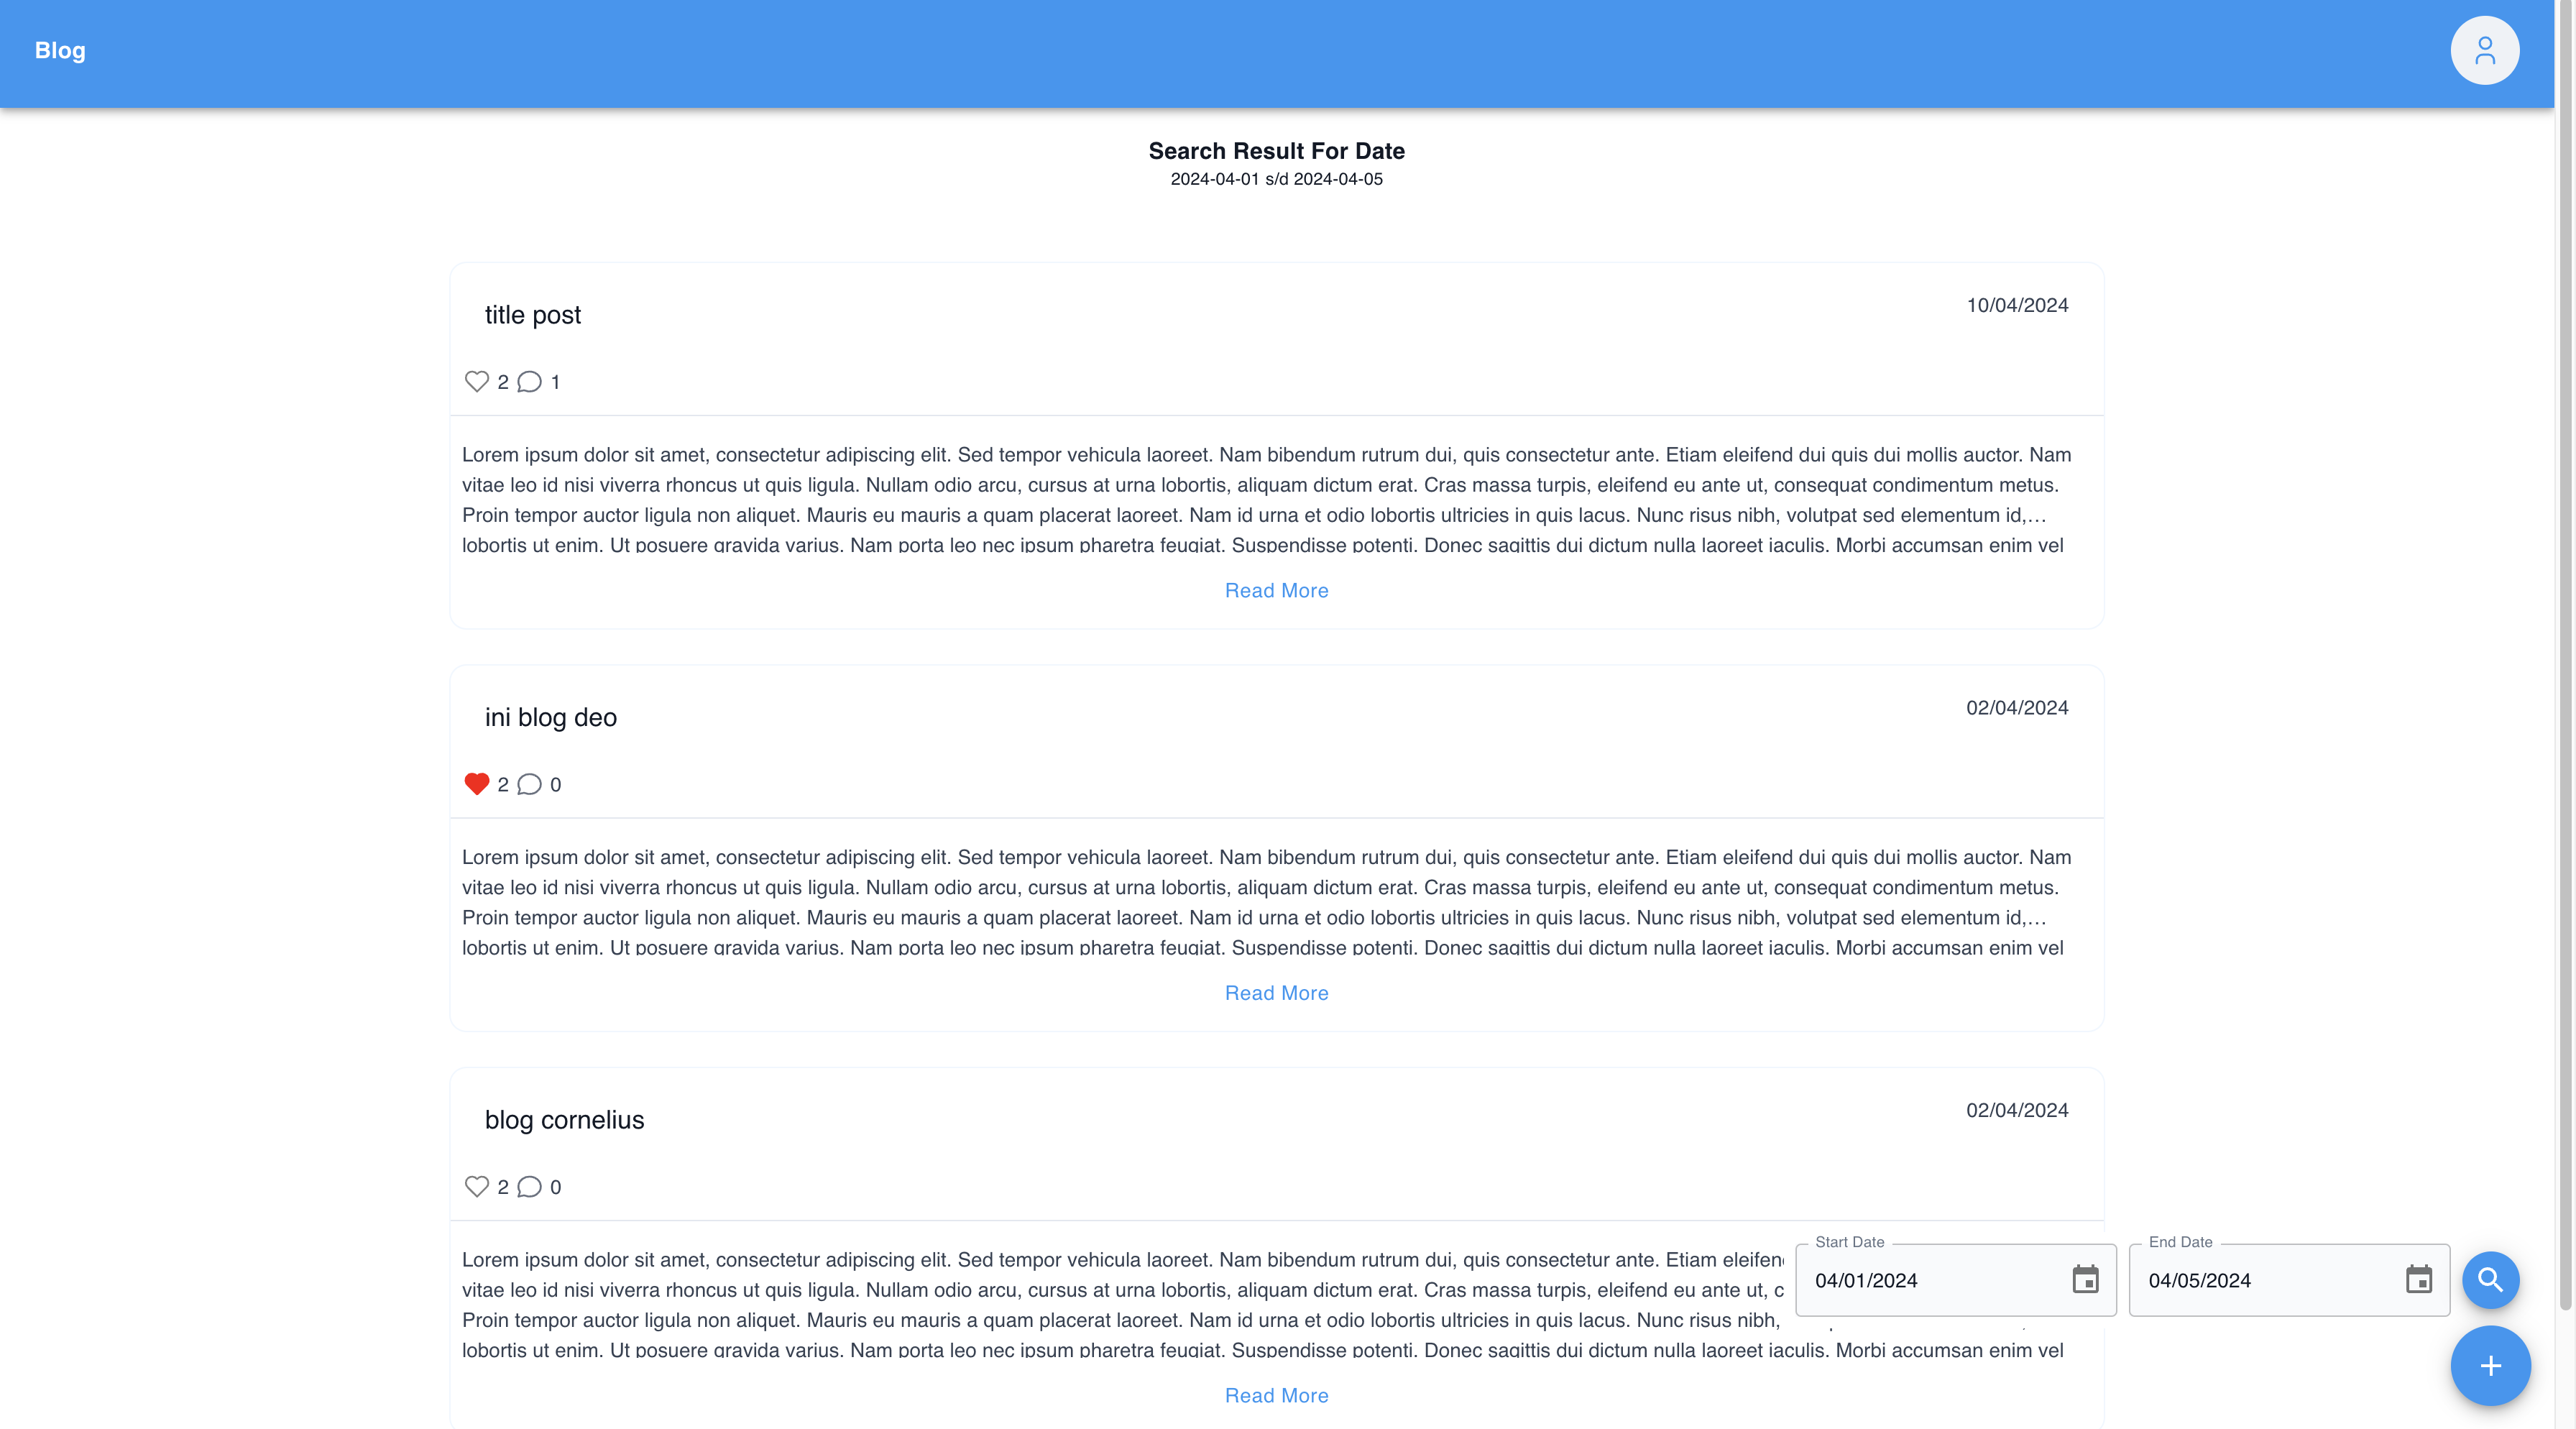 Blog
Search Result For Date
2024-04-01 s/d 2024-04-05
title post
10/04/2024
2 1
Lorem ipsum dolor sit amet, consectetur adipiscing elit. Sed tempor vehicula laoreet. Nam bibendum rutrum dui, quis consectetur ante. Etiam eleifend dui quis dui mollis auctor. Nam
vitae leo id nisi viverra rhoncus ut quis ligula. Nullam odio arcu, cursus at urna lobortis, aliquam dictum erat. Cras massa turpis, eleifend eu ante ut, consequat condimentum metus.
Proin tempor auctor ligula non aliquet. Mauris eu mauris a quam placerat laoreet. Nam id urna et odio lobortis ultricies in quis lacus. Nunc risus nibh, volutpat sed elementum id,…
lobortis ut enim. Ut posuere gravida varius. Nam porta leo nec ipsum pharetra feugiat. Suspendisse potenti. Donec sagittis dui dictum nulla laoreet iaculis. Morbi accumsan enim vel
Read More
ini blog deo
02/04/2024
2 0
Lorem ipsum dolor sit amet, consectetur adipiscing elit. Sed tempor vehicula laoreet. Nam bibendum rutrum dui, quis consectetur ante. Etiam eleifend dui quis dui mollis auctor. Nam
vitae leo id nisi viverra rhoncus ut quis ligula. Nullam odio arcu, cursus at urna lobortis, aliquam dictum erat. Cras massa turpis, eleifend eu ante ut, consequat condimentum metus.
Proin tempor auctor ligula non aliquet. Mauris eu mauris a quam placerat laoreet. Nam id urna et odio lobortis ultricies in quis lacus. Nunc risus nibh, volutpat sed elementum id,…
lobortis ut enim. Ut posuere gravida varius. Nam porta leo nec ipsum pharetra feugiat. Suspendisse potenti. Donec sagittis dui dictum nulla laoreet iaculis. Morbi accumsan enim vel
Read More
blog cornelius
02/04/2024
2 0
Lorem ipsum dolor sit amet, consectetur adipiscing elit. Sed tempor vehicula laoreet. Nam bibendum rutrum dui, quis consectetur ante. Etiam
vitae leo id nisi viverra rhoncus ut quis ligula. Nullam odio arcu, cursus at urna lobortis, aliquam dictum erat. Cras massa turpis, eleifend eu ante ut,
Proin tempor auctor ligula non aliquet. Mauris eu mauris a quam placerat laoreet. Nam id urna et odio lobortis ultricies in quis lacus. Nunc risus nibh,
lobortis ut enim. Ut posuere gravida varius. Nam porta leo nec ipsum pharetra feugiat. Suspendisse potenti. Donec sagittis dui dictum nulla laoreet iaculis. Morbi accumsan enim vel
Read More
Start Date
04/01/2024
End Date
04/05/2024